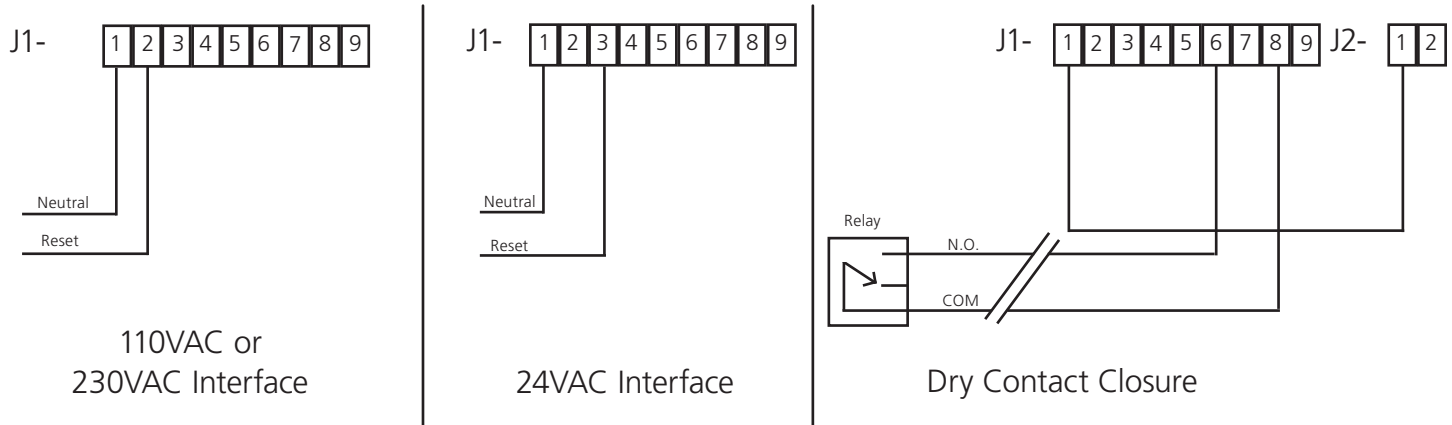 J1- 1 2 3 4 5 6 7 8 9
Neutral
Reset
110VAC or
230VAC Interface
J1- 1 2 3 4 5 6 7 8 9
Neutral
Reset
24VAC Interface
J1- 1 2 3 4 5 6 7 8 9 J2- 1 2
Relay
N.O.
COM
Dry Contact Closure